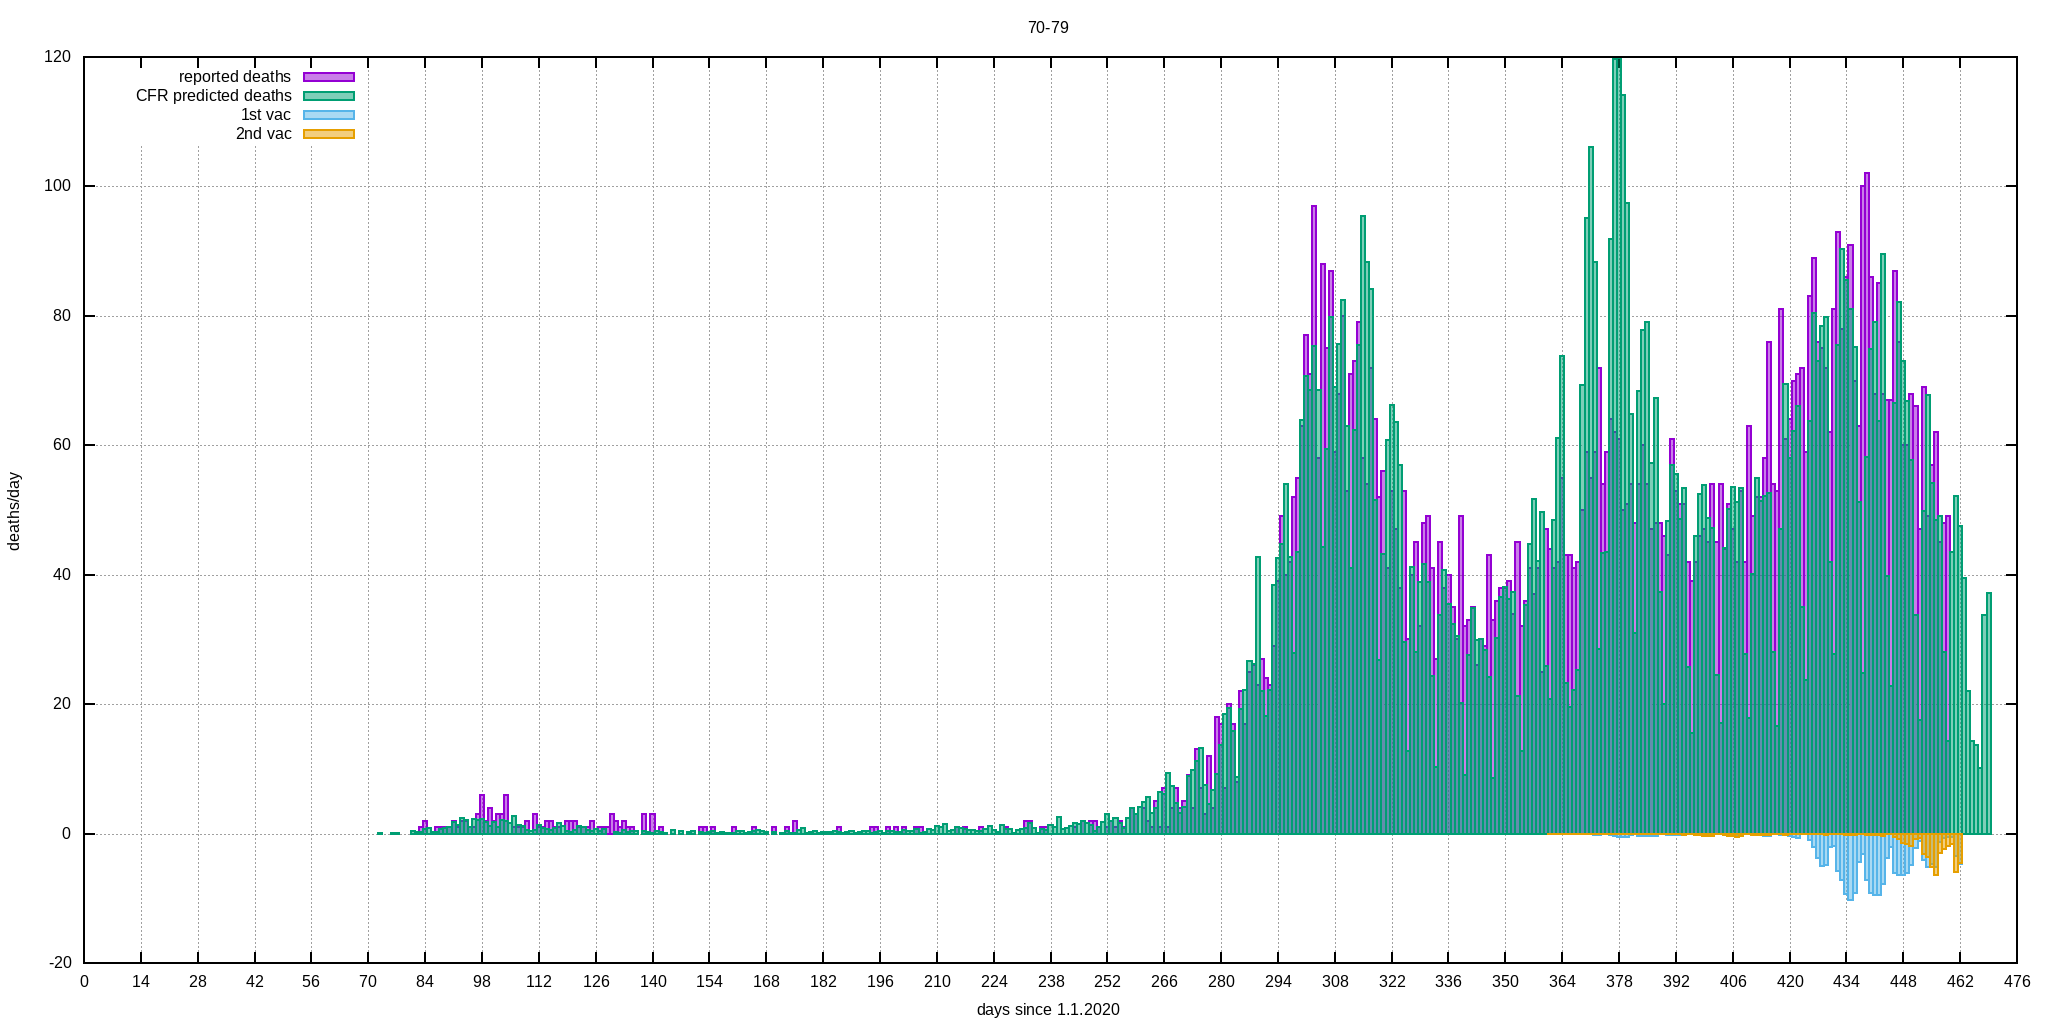 70-79
120
100
80
60
40
20
0
-20
deaths/day
reported deaths
CFR predicted deaths
1st vac
2nd vac
0 14 28 42 56 70 84 98 112 126 140 154 168 182 196 210 224 238 252 266 280 294 308 322 336 350 364 378 392 406 420 434 448 462 476
days since 1.1.2020